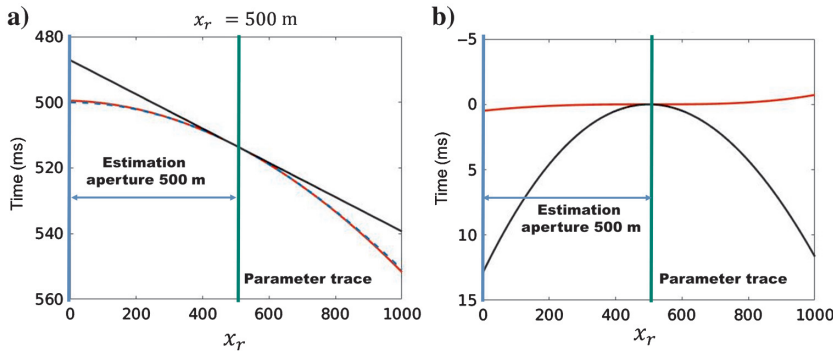 a)
x_r = 500 m
480
500
520
540
560
Time (ms)
Estimation
aperture 500 m
Parameter trace
0
200
400
600
800
1000
x_r
b)
−5
0
5
10
15
Time (ms)
Estimation
aperture 500 m
Parameter trace
0
200
400
600
800
1000
x_r